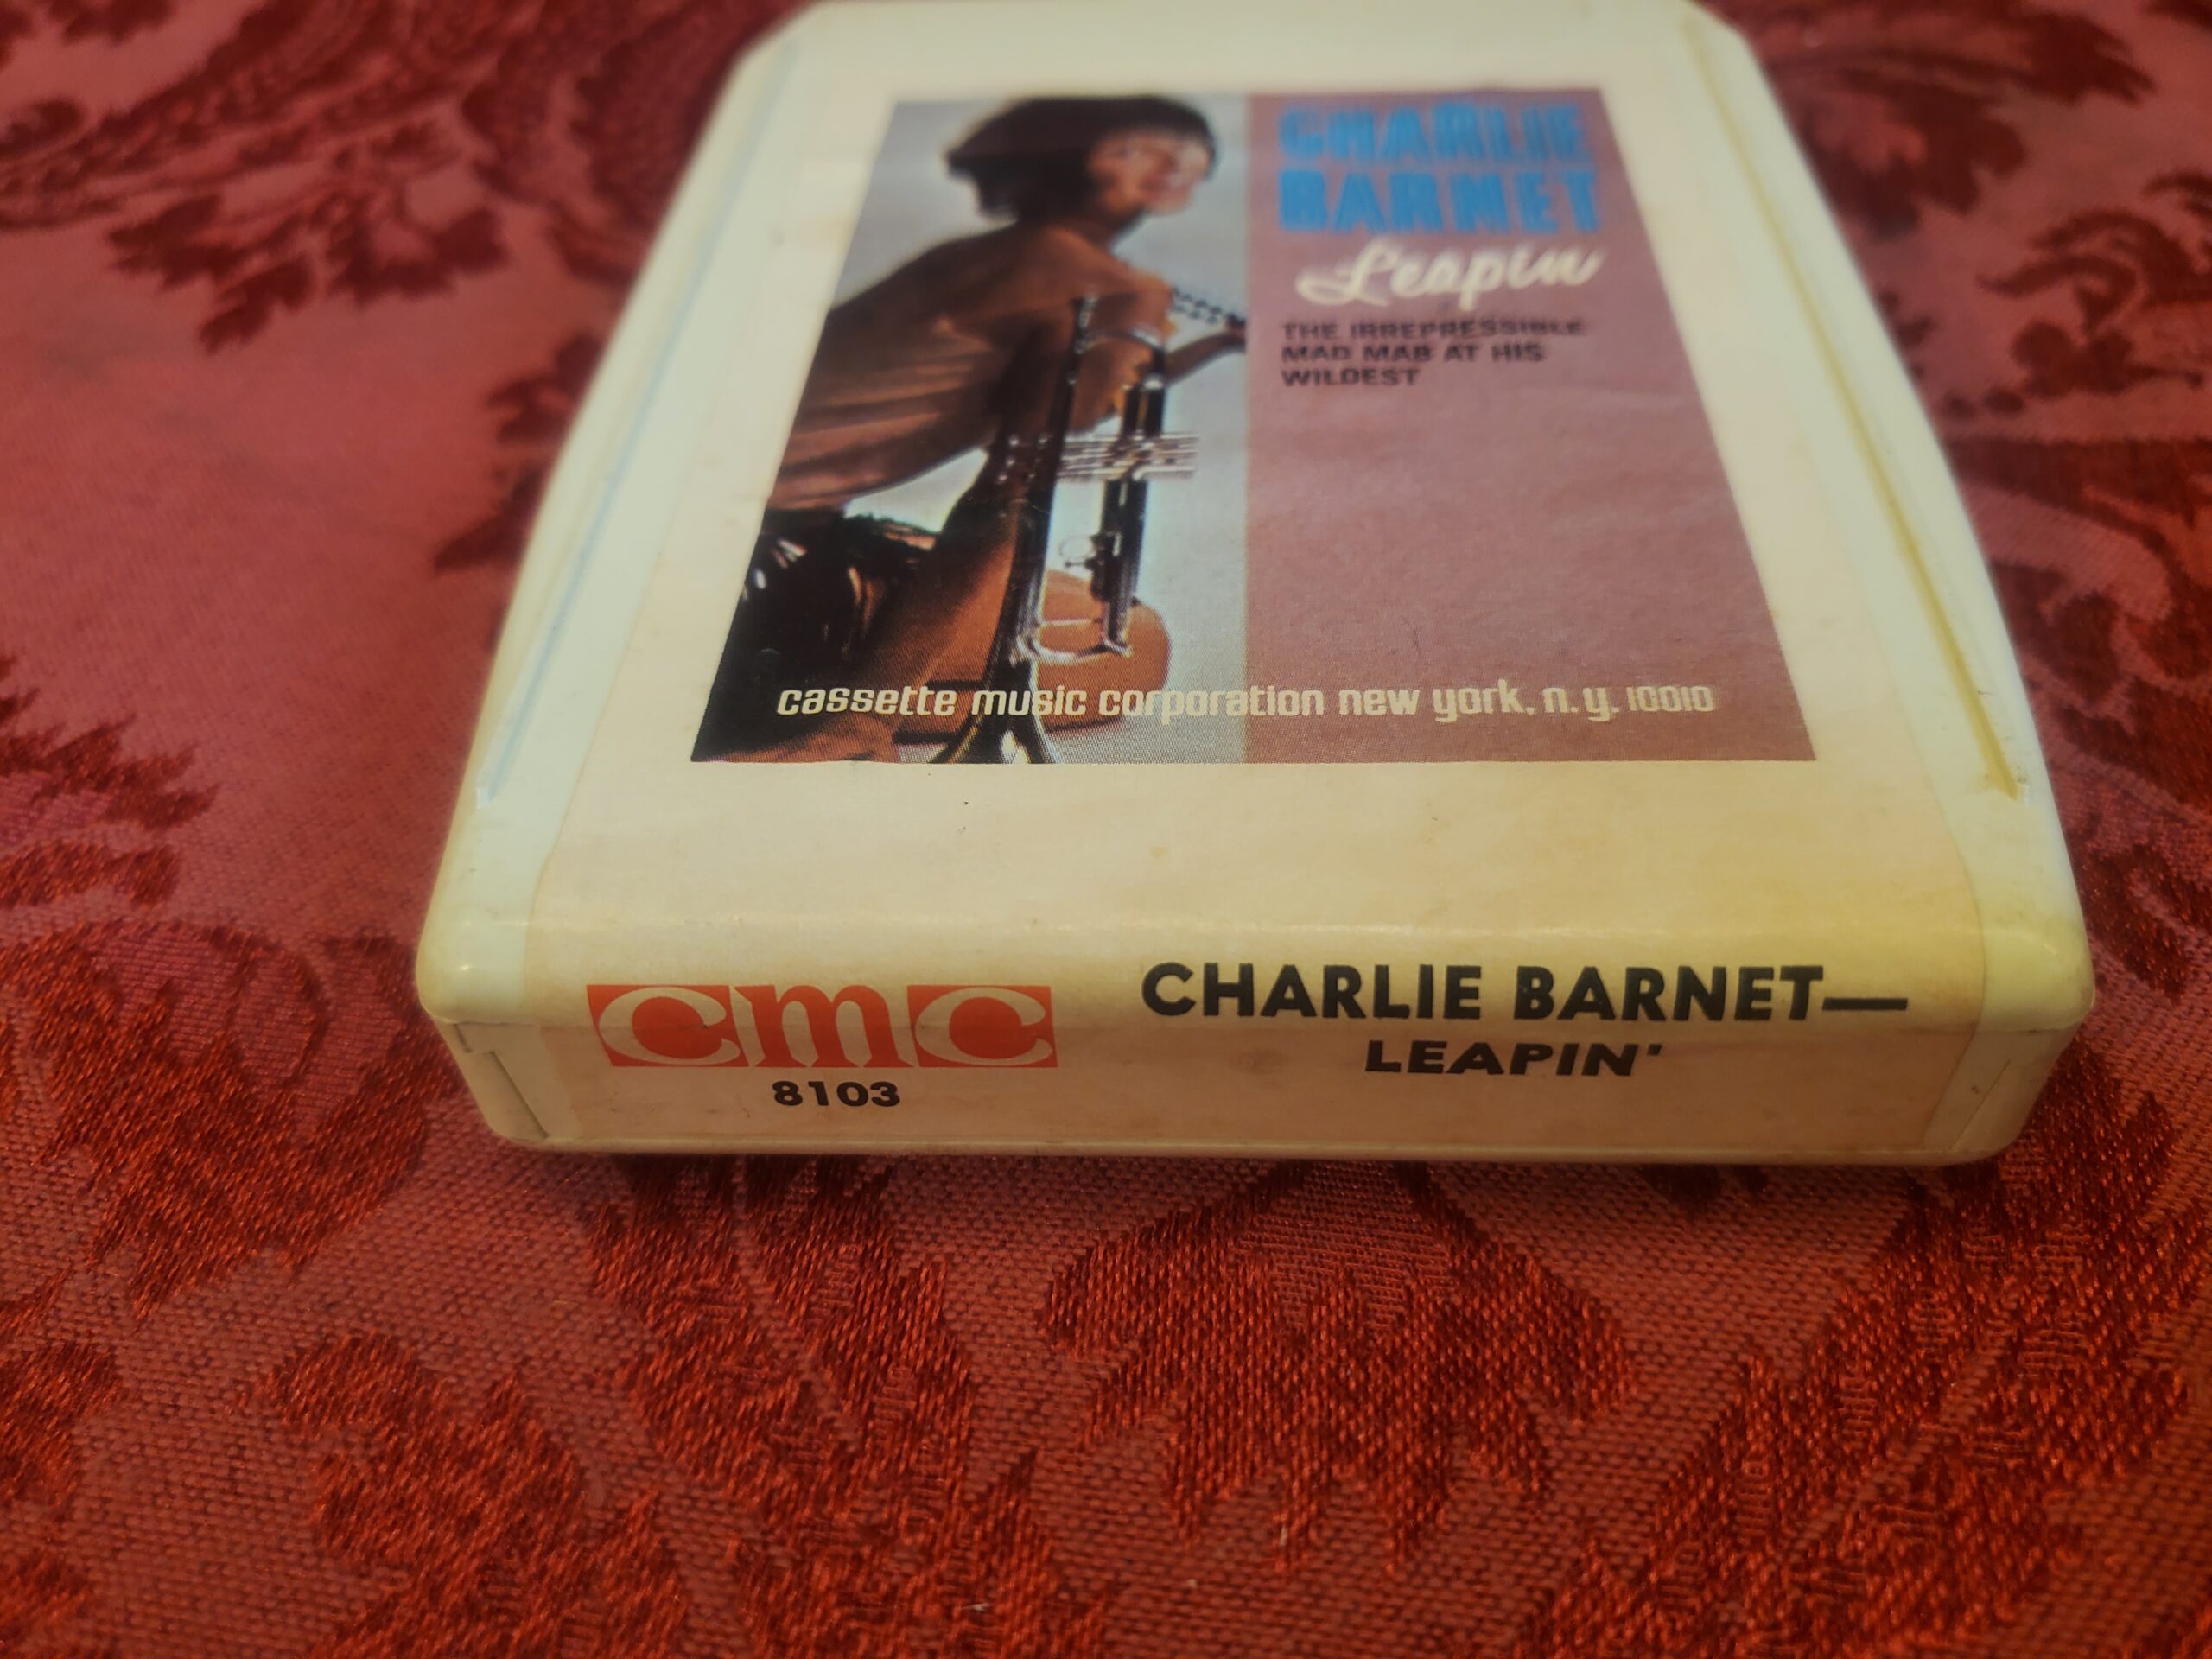 CHARLIE
BARNET
Leapin
THE IRREPRESSIBLE
MAD MAB AT HIS
WILDEST
cassette music corporation new york, n.y. 10010
cmc
8103
CHARLIE BARNET—
LEAPIN'